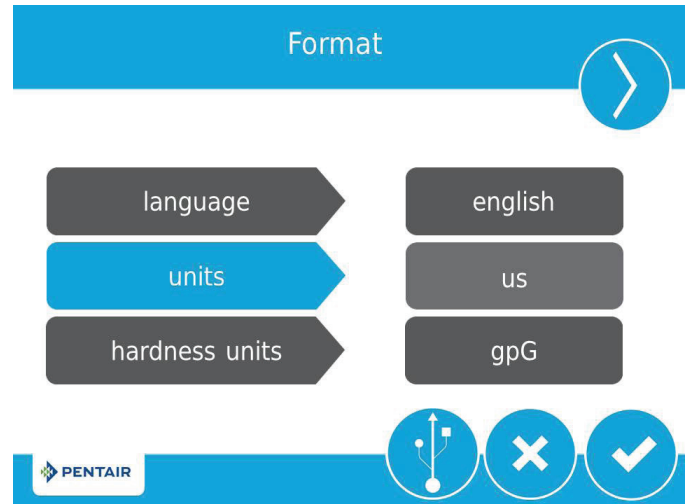 Format
language
english
units
us
hardness units
gpG
PENTAIR